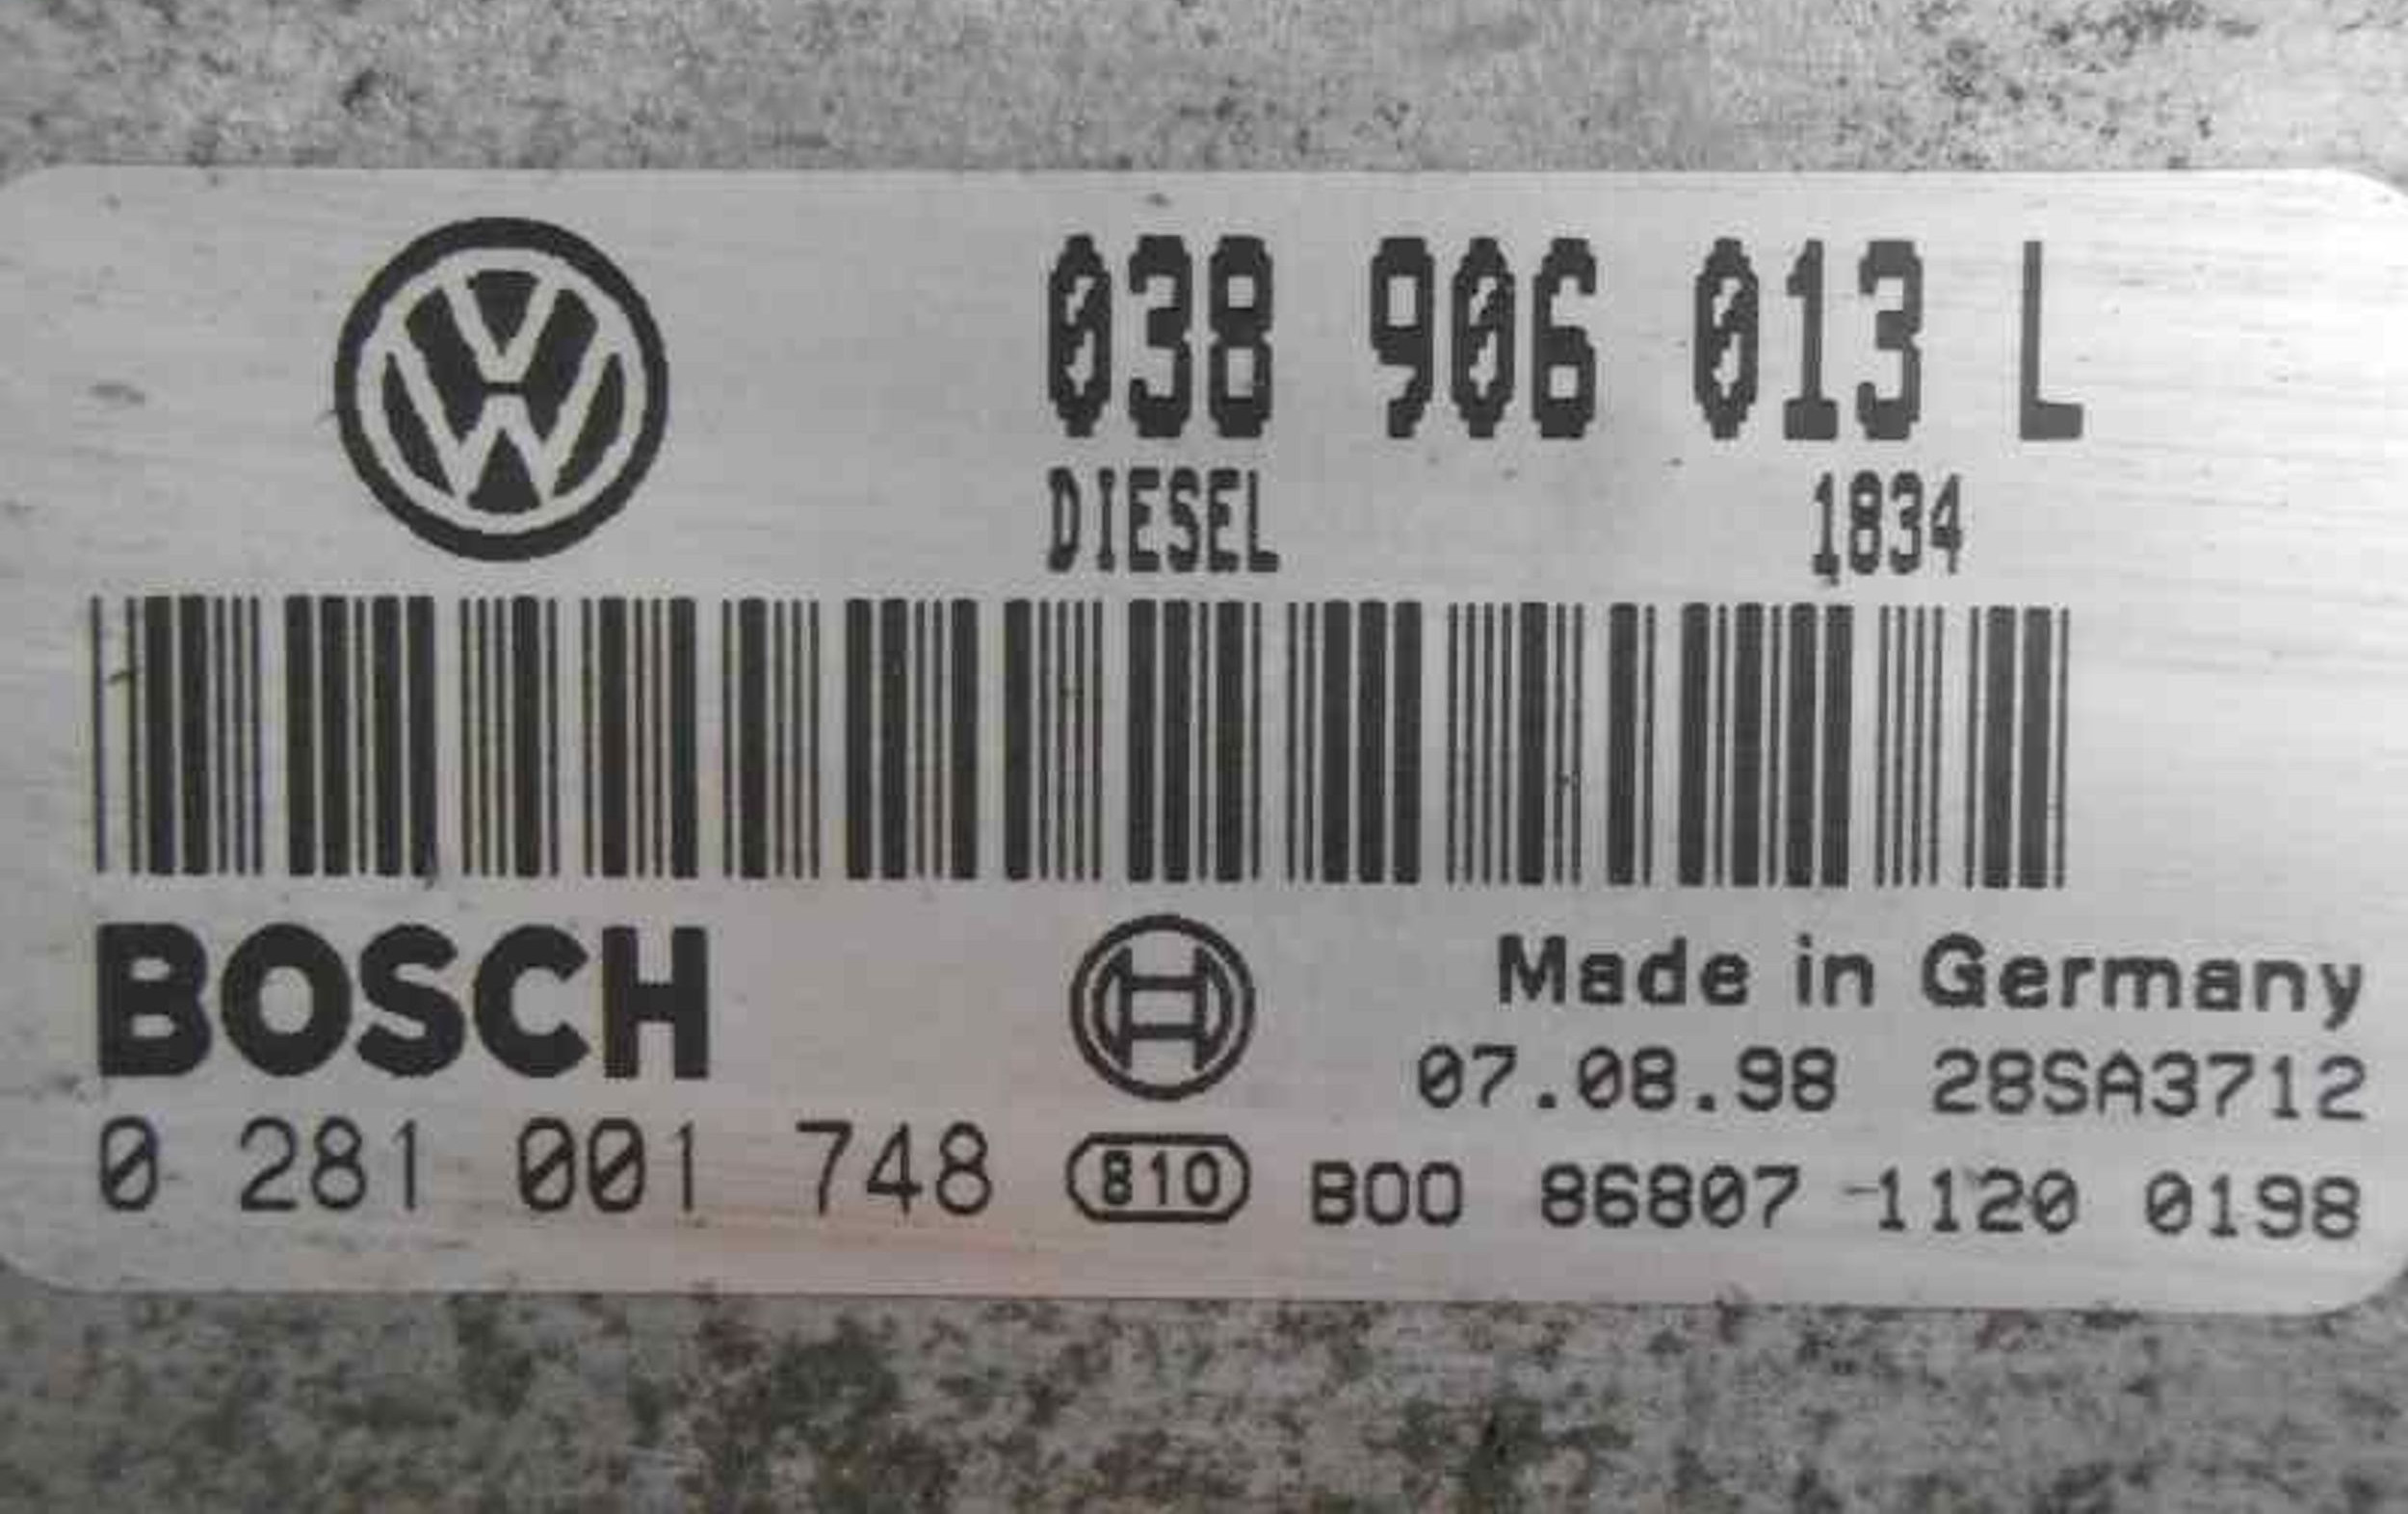 038 906 013 L
DIESEL 1834
BOSCH
Made in Germany
07.08.98 28SA3712
0 281 001 748 810 B00 86807 -1120 0198